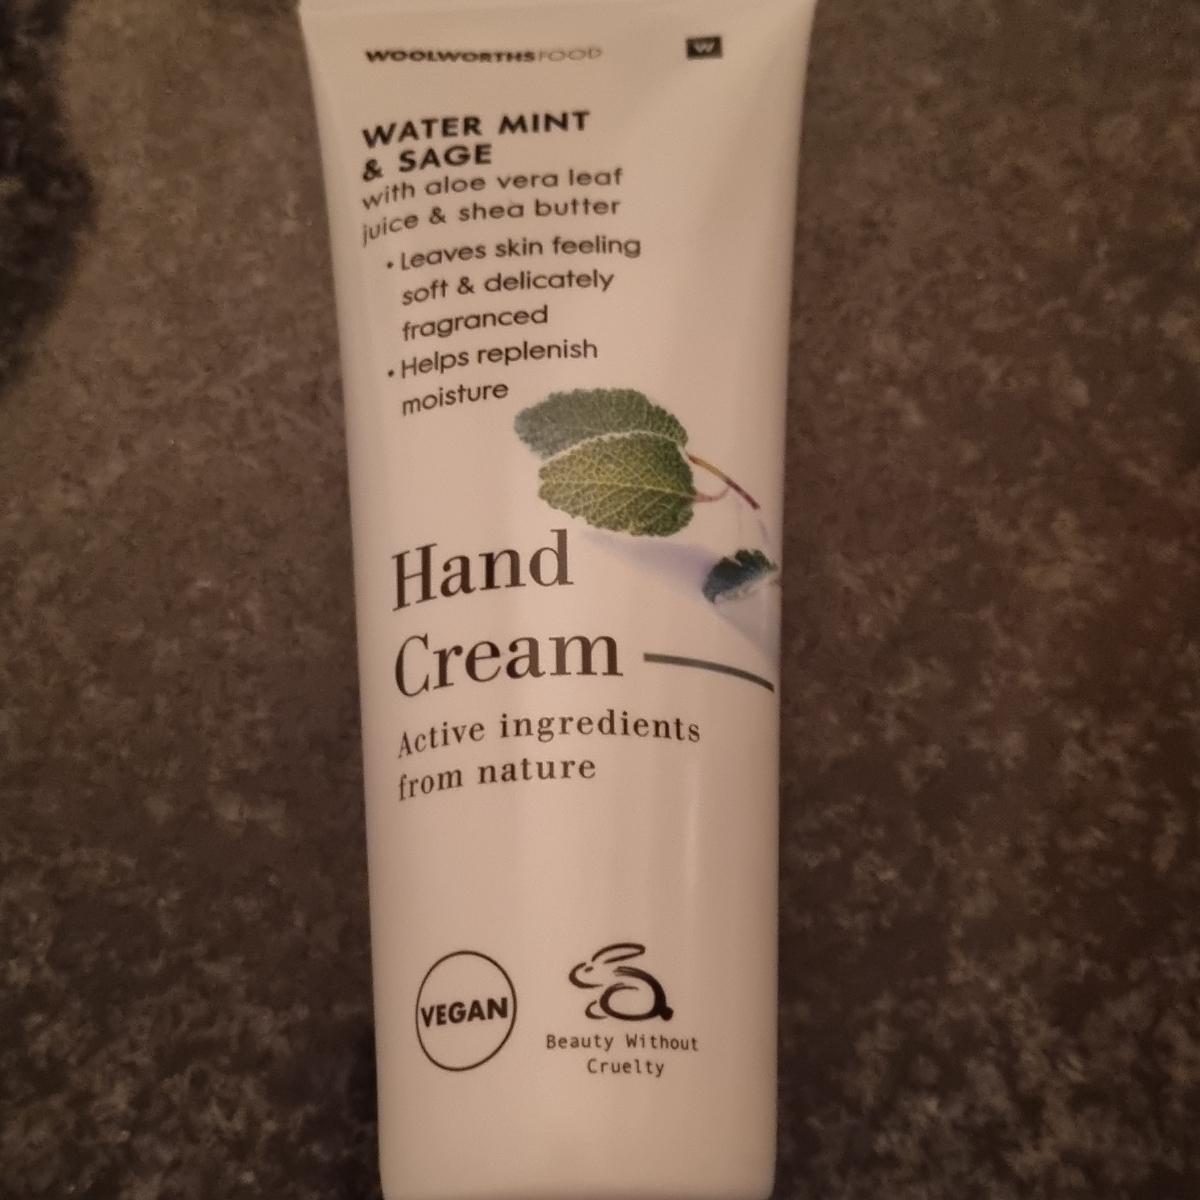 WOOLWORTHSFOOD
W
WATER MINT
& SAGE
with aloe vera leaf
juice & shea butter
• Leaves skin feeling
soft & delicately
fragranced
• Helps replenish
moisture
Hand
Cream
Active ingredients
from nature
VEGAN
Beauty Without
Cruelty